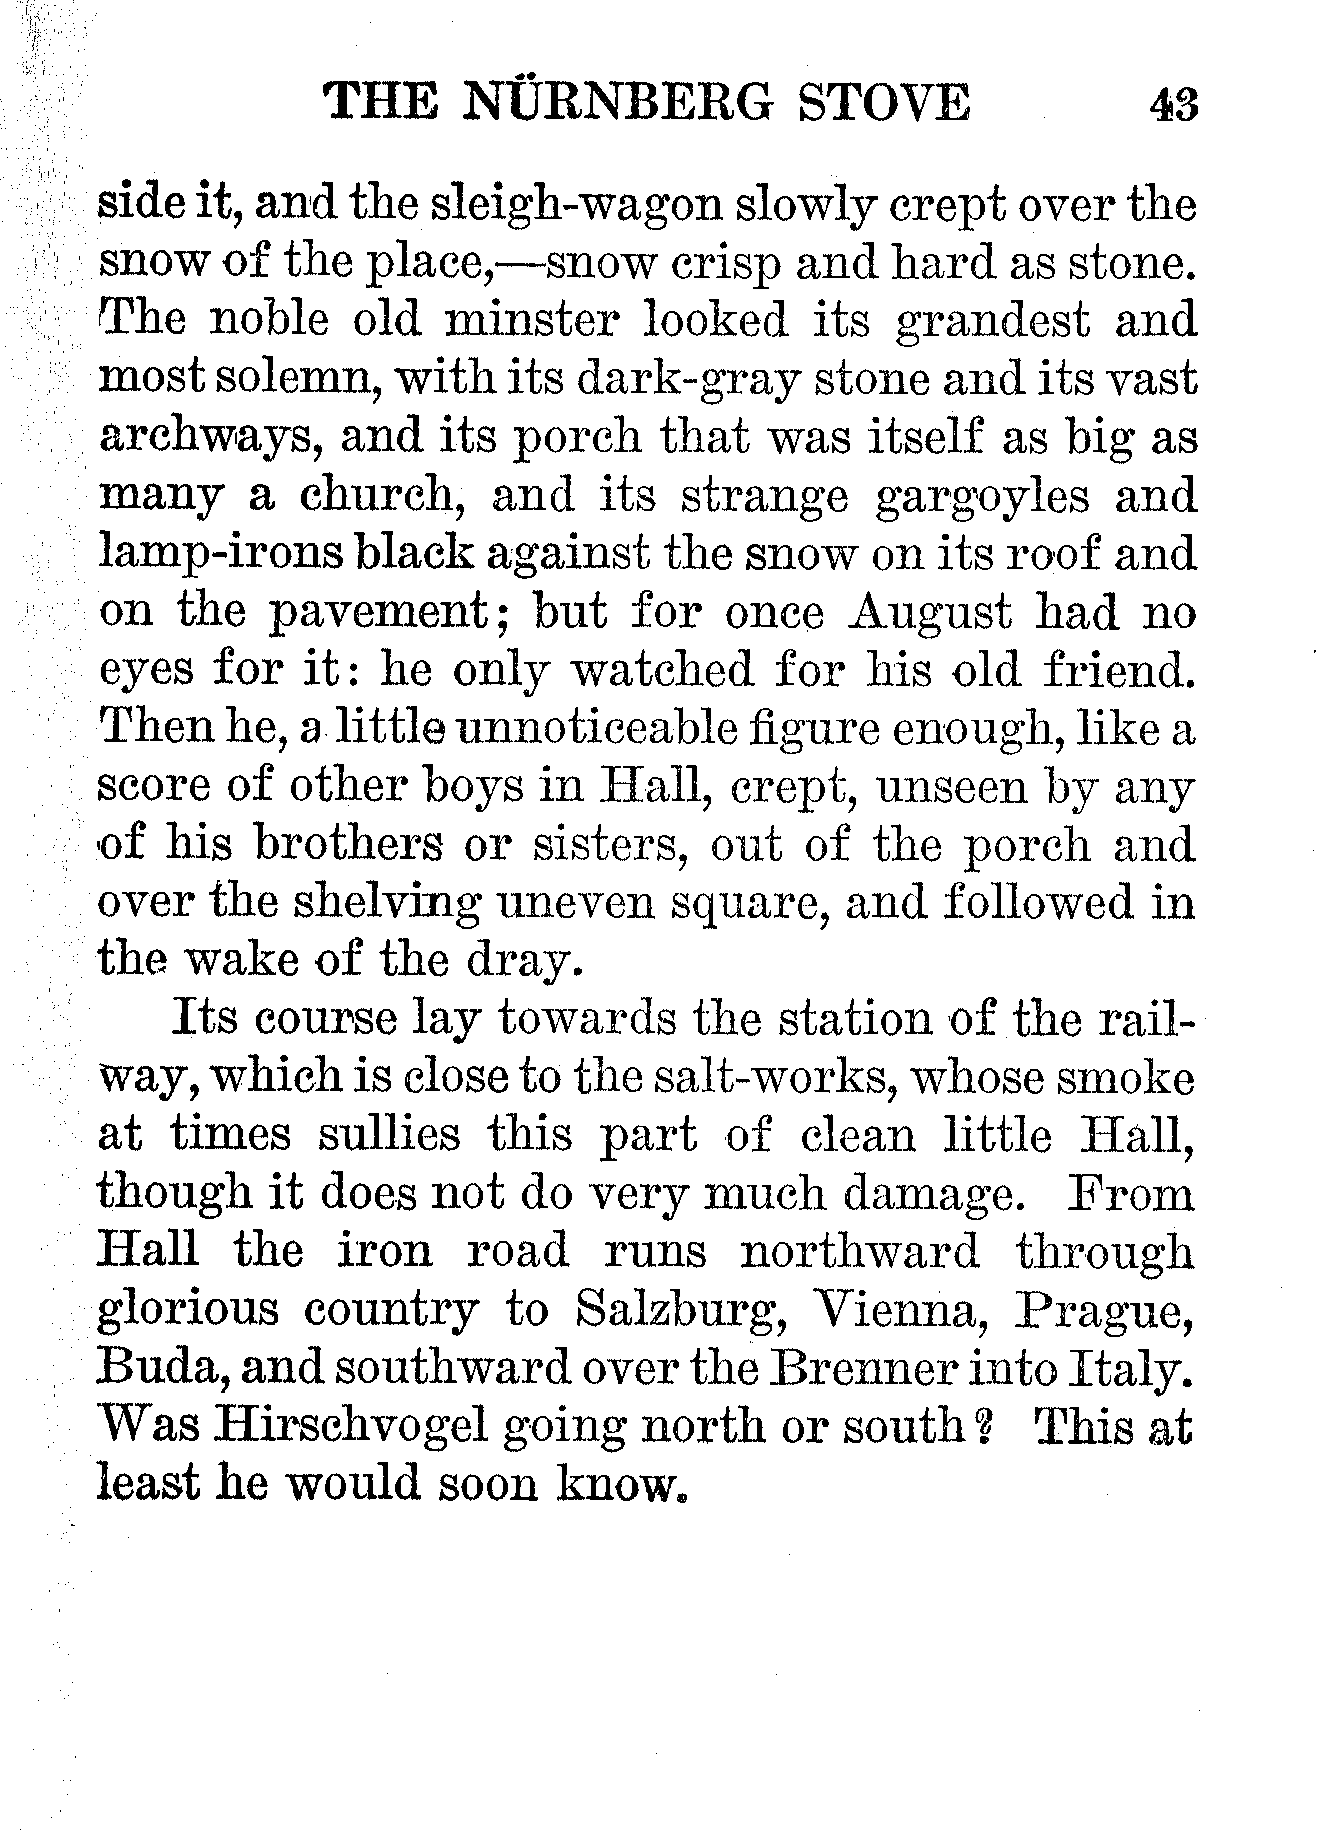 THE NÜRNBERG STOVE 43
side it, and the sleigh-wagon slowly crept over the
snow of the place,—snow crisp and hard as stone.
The noble old minster looked its grandest and
most solemn, with its dark-gray stone and its vast
archways, and its porch that was itself as big as
many a church, and its strange gargoyles and
lamp-irons black against the snow on its roof and
on the pavement; but for once August had no
eyes for it: he only watched for his old friend.
Then he, a little unnoticeable figure enough, like a
score of other boys in Hall, crept, unseen by any
of his brothers or sisters, out of the porch and
over the shelving uneven square, and followed in
the wake of the dray.
Its course lay towards the station of the rail-
way, which is close to the salt-works, whose smoke
at times sullies this part of clean little Hall,
though it does not do very much damage. From
Hall the iron road runs northward through
glorious country to Salzburg, Vienna, Prague,
Buda, and southward over the Brenner into Italy.
Was Hirschvogel going north or south? This at
least he would soon know.